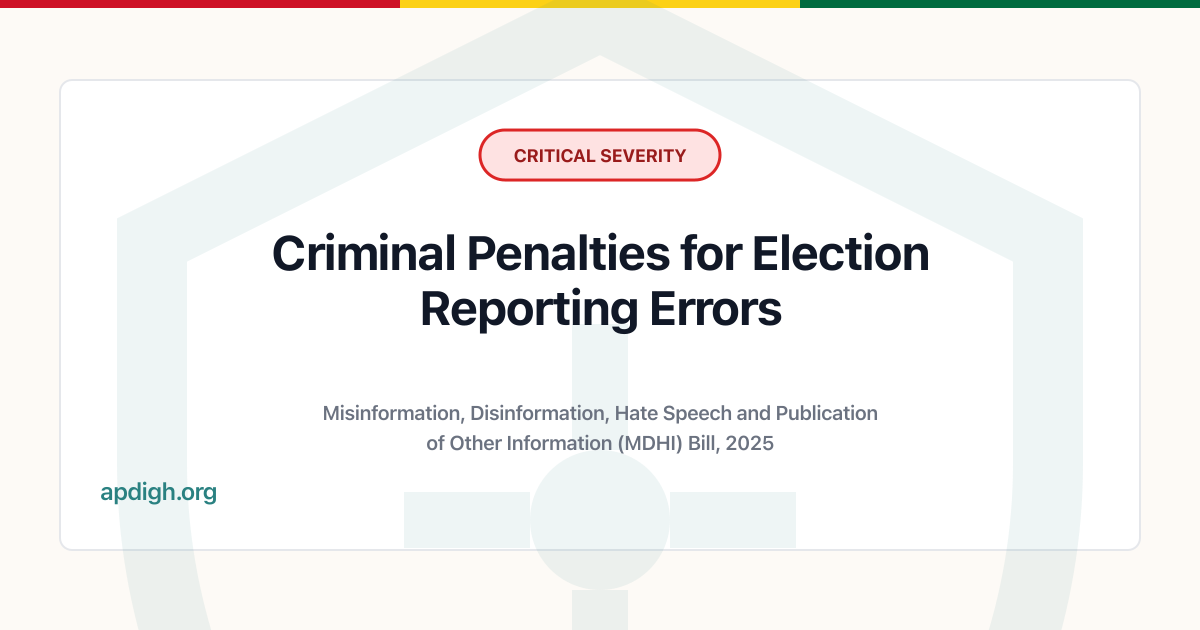 CRITICAL SEVERITY
Criminal Penalties for Election
Reporting Errors
Misinformation, Disinformation, Hate Speech and Publication
of Other Information (MDHI) Bill, 2025
apdigh.org